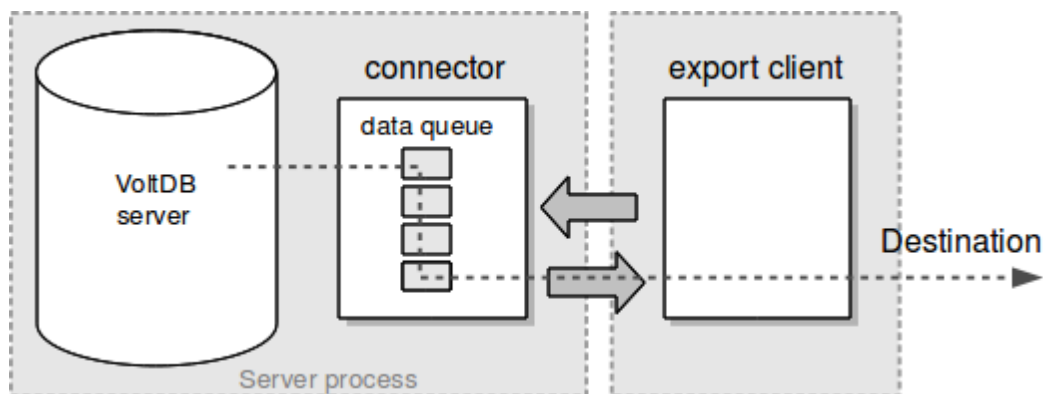 connector
export client
data queue
VoltDB
server
Destination
Server process